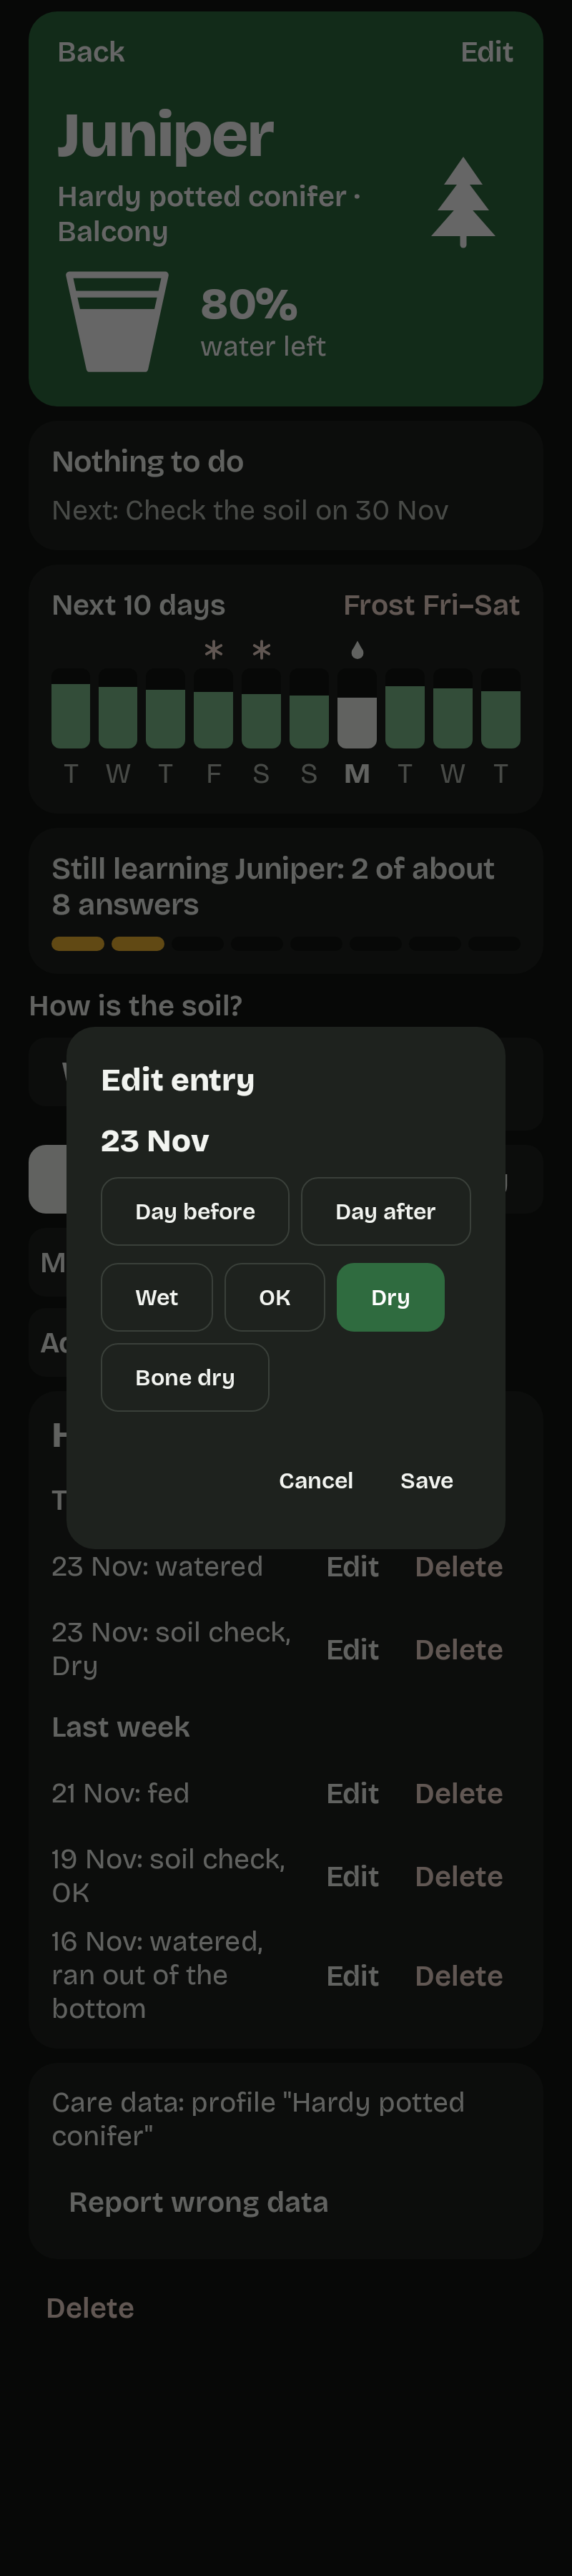 Back Edit
Juniper
Hardy potted conifer ·
Balcony
80%
water left
Nothing to do
Next: Check the soil on 30 Nov
Next 10 days Frost Fri–Sat
T W T F S S M T W T
Still learning Juniper: 2 of about
8 answers
How is the soil?
Edit entry
23 Nov
Day before Day after
Wet OK Dry
Bone dry
Cancel Save
23 Nov: watered Edit Delete
23 Nov: soil check,
Dry
Edit Delete
Last week
21 Nov: fed Edit Delete
19 Nov: soil check,
OK
Edit Delete
16 Nov: watered,
ran out of the
bottom
Edit Delete
Care data: profile "Hardy potted
conifer"
Report wrong data
Delete